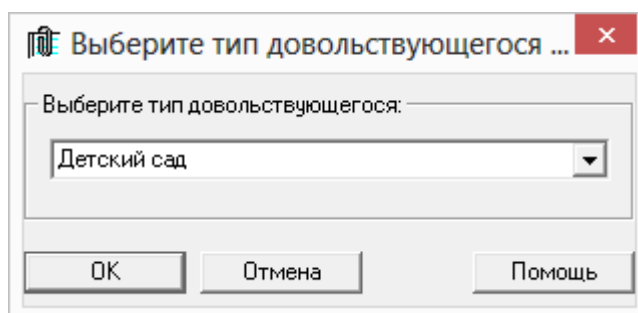 Выберите тип довольствующегося ...
Выберите тип довольствующегося:
Детский сад
OK Отмена Помощь